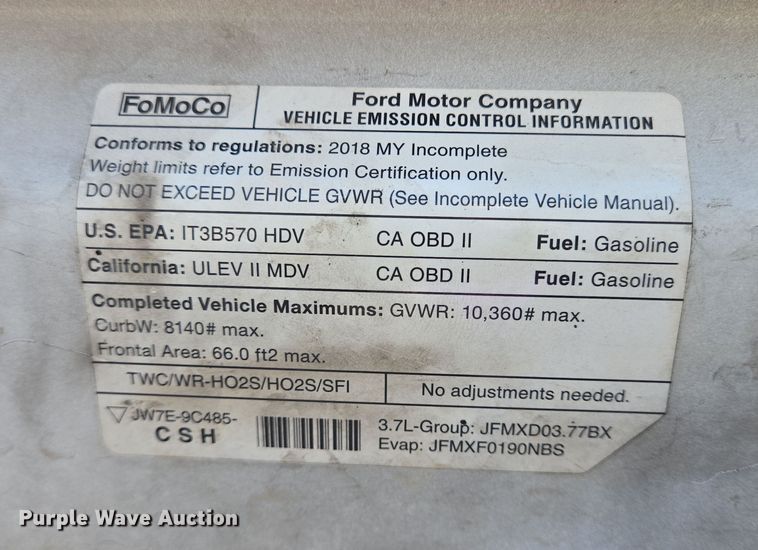 FoMoCo
Ford Motor Company
VEHICLE EMISSION CONTROL INFORMATION
Conforms to regulations: 2018 MY Incomplete
Weight limits refer to Emission Certification only.
DO NOT EXCEED VEHICLE GVWR (See Incomplete Vehicle Manual).
U.S. EPA: IT3B570 HDV CA OBD II Fuel: Gasoline
California: ULEV II MDV CA OBD II Fuel: Gasoline
Completed Vehicle Maximums: GVWR: 10,360# max.
CurbW: 8140# max.
Frontal Area: 66.0 ft2 max.
TWC/WR-HO2S/HO2S/SFI No adjustments needed.
JW7E-9C485-
CSH
3.7L-Group: JFMXD03.77BX
Evap: JFMXF0190NBS
Purple Wave Auction
Purple Wave Auction